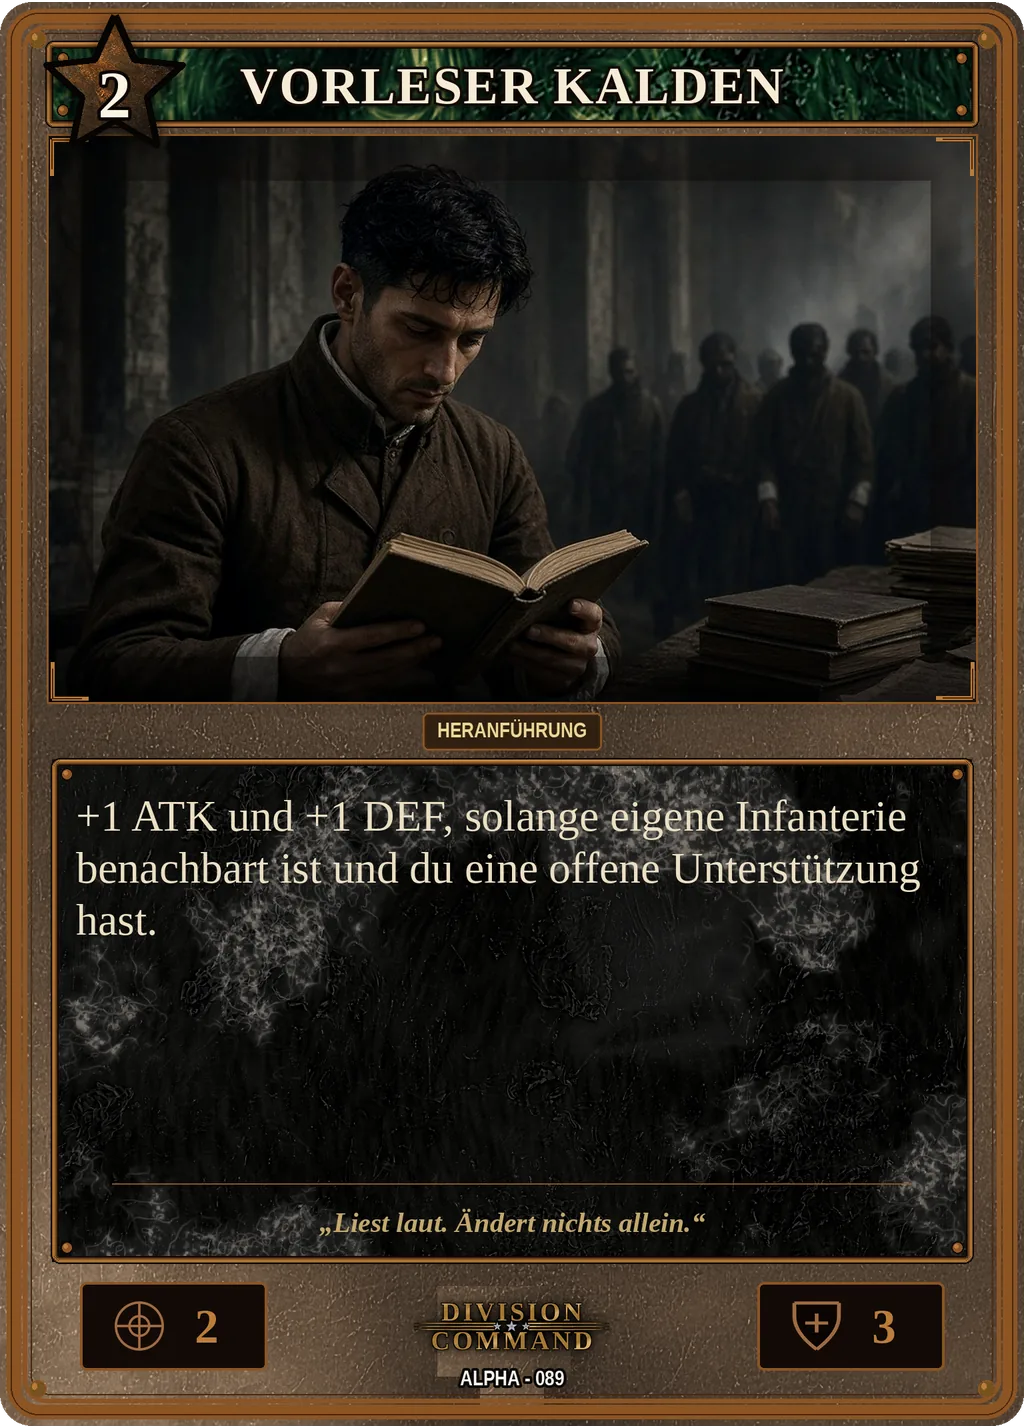 2
VORLESER KALDEN
HERANFÜHRUNG
+1 ATK und +1 DEF, solange eigene Infanterie
benachbart ist und du eine offene Unterstützung
hast.
„Liest laut. Ändert nichts allein.“
2
DIVISION
COMMAND
3
ALPHA - 089